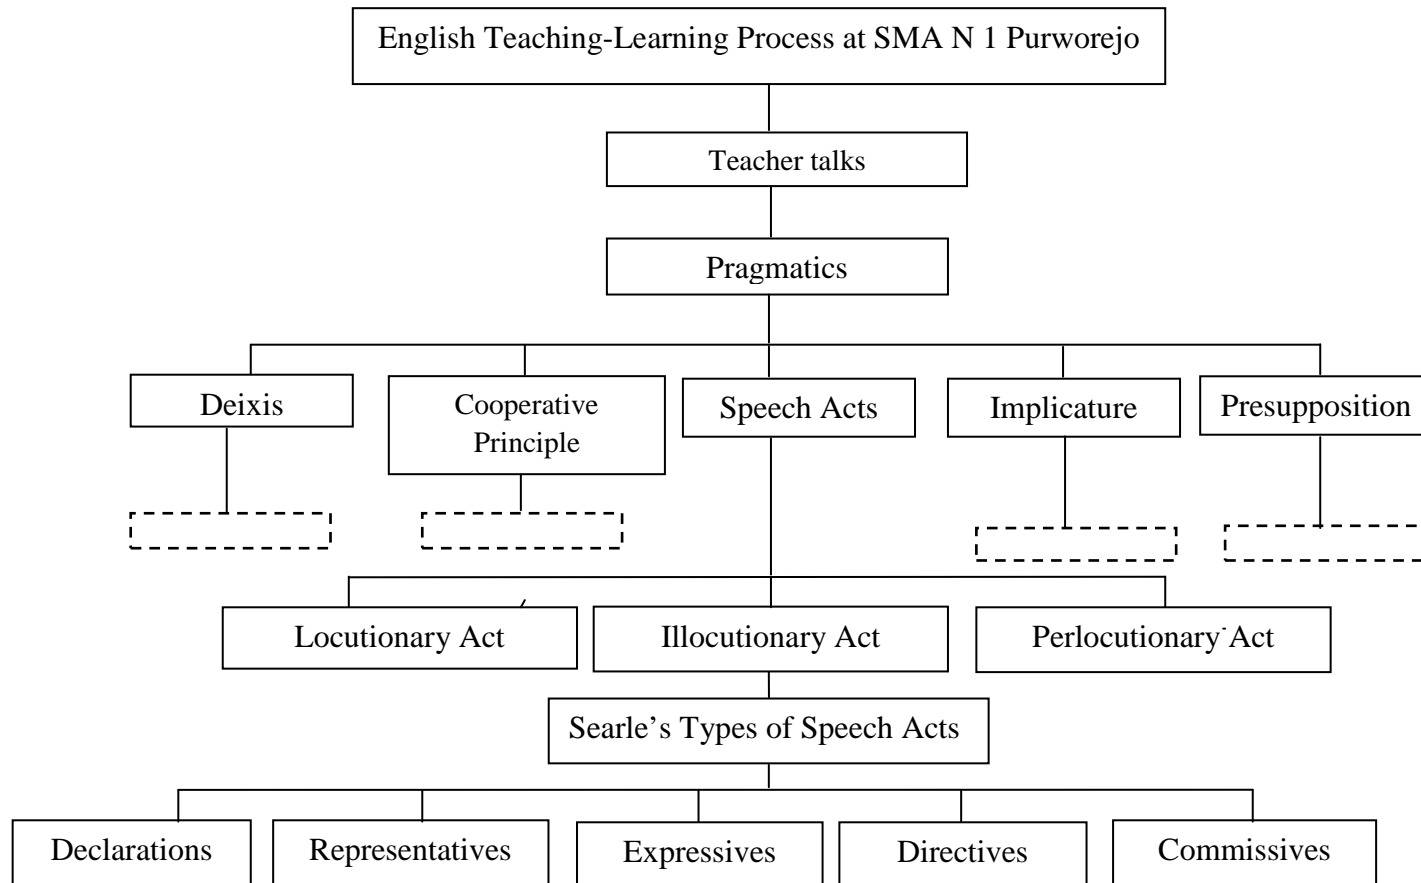 English Teaching-Learning Process at SMA N 1 Purworejo
Teacher talks
Pragmatics
Deixis
Cooperative
Principle
Speech Acts
Implicature
Presupposition
Locutionary Act
Illocutionary Act
Perlocutionary Act
Searle’s Types of Speech Acts
Declarations
Representatives
Expressives
Directives
Commissives